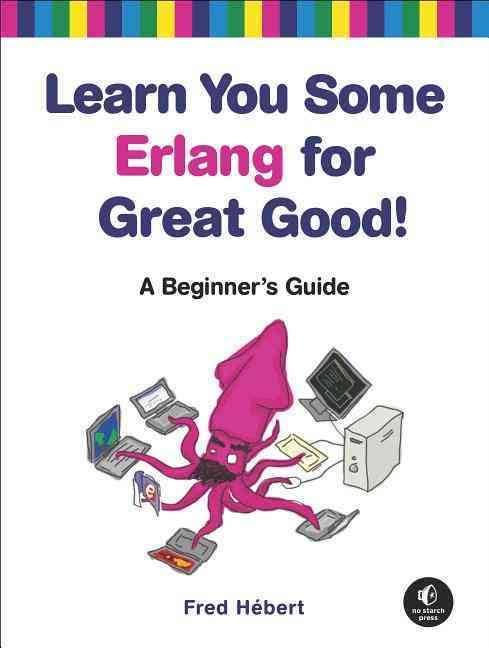 Learn You Some
Erlang for
Great Good!
A Beginner's Guide
Fred Hébert
no starch
press